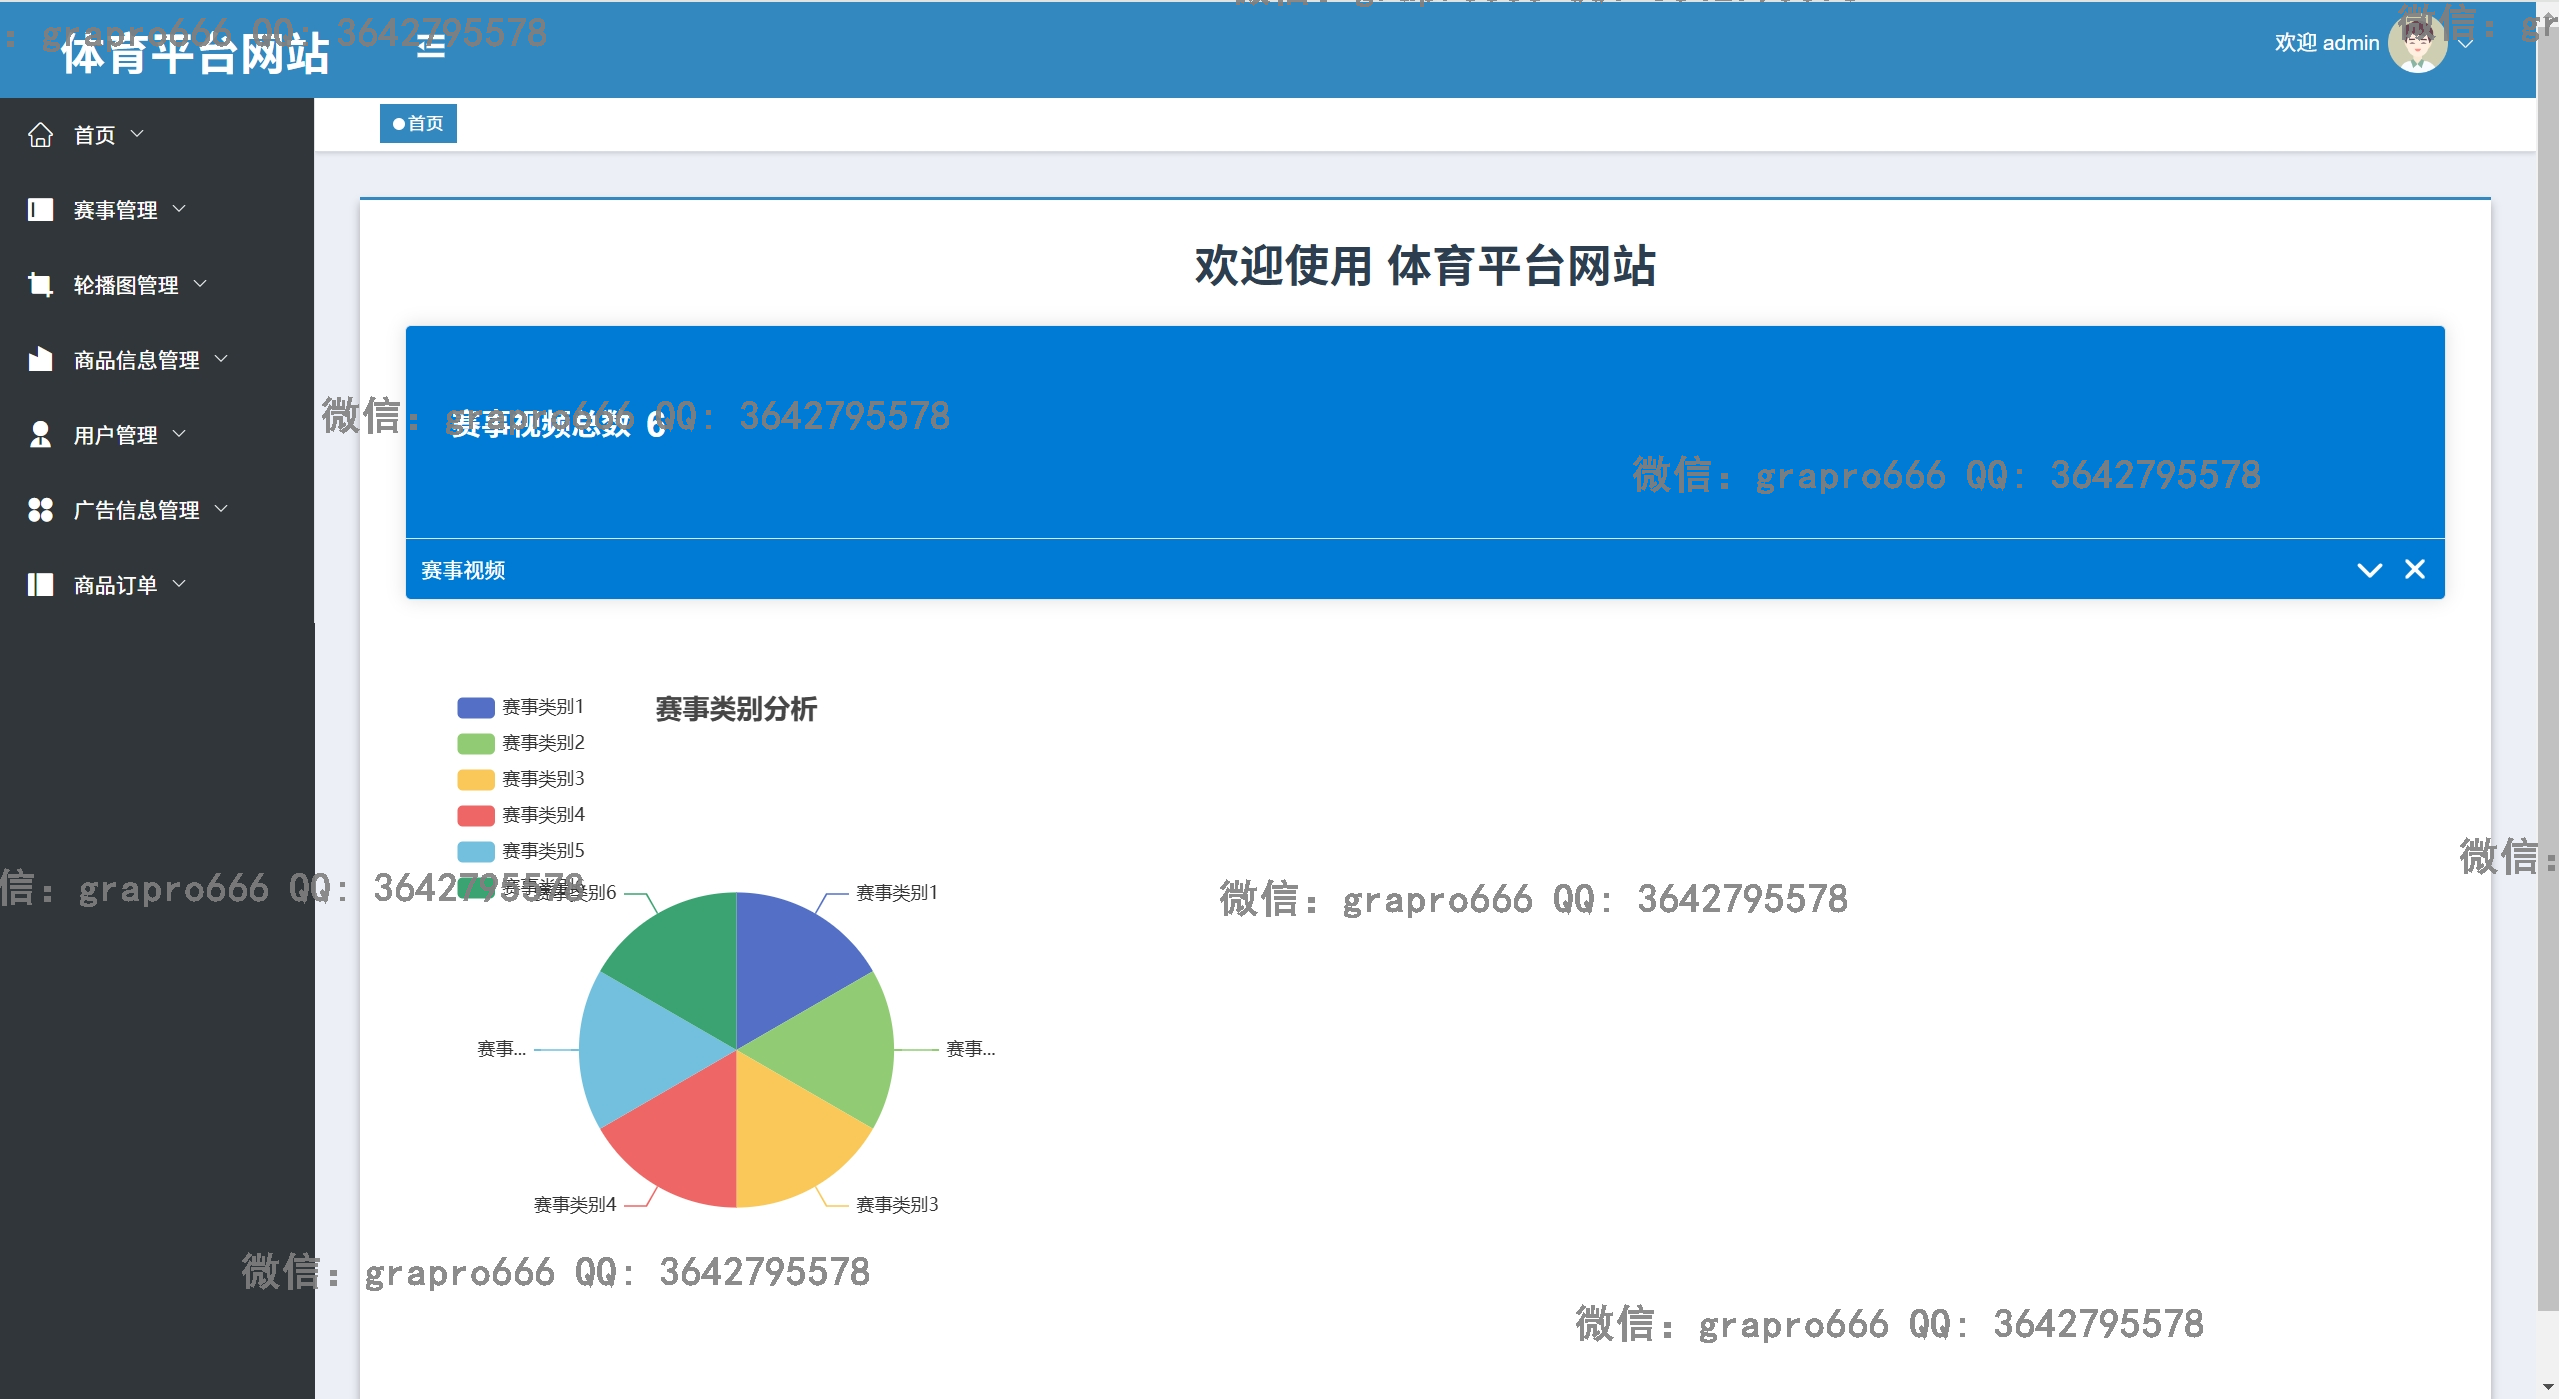 微信: grapro666 QQ: 3642795578
体育平台网站
欢迎 admin
首页
首页
赛事管理
轮播图管理
商品信息管理
用户管理
广告信息管理
商品订单
欢迎使用 体育平台网站
赛事视频总数 6
微信: grapro666 QQ: 3642795578
微信: grapro666 QQ: 3642795578
赛事视频
赛事类别分析
赛事类别1
赛事类别2
赛事类别3
赛事类别4
赛事类别5
赛事类别6
赛事类别1
赛事...
赛事...
赛事类别4
赛事类别3
信: grapro666 QQ: 3642795578
微信: grapro666 QQ: 3642795578
微信:
微信: grapro666 QQ: 3642795578
微信: grapro666 QQ: 3642795578